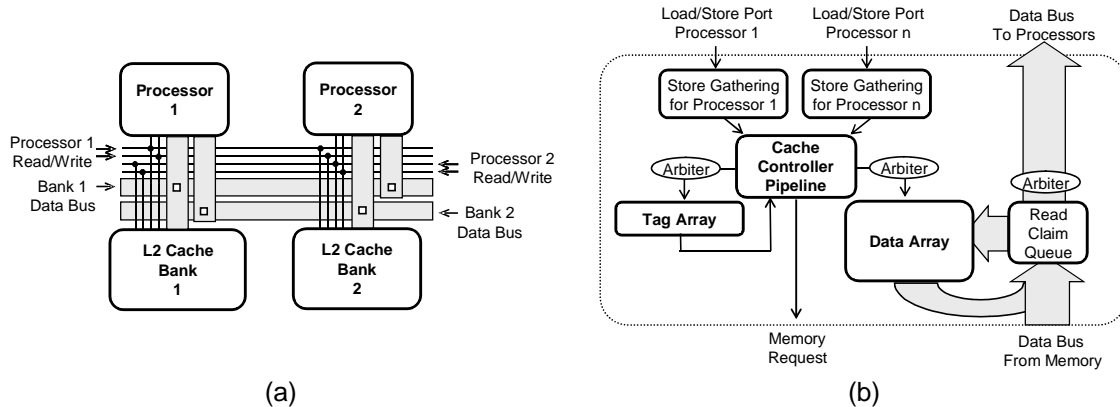 Processor
1
Processor
2
Processor 1
Read/Write
Processor 2
Read/Write
Bank 1
Data Bus
Bank 2
Data Bus
L2 Cache
Bank
1
L2 Cache
Bank
2
(a)
Load/Store Port
Processor 1
Load/Store Port
Processor n
Data Bus
To Processors
Store Gathering
for Processor 1
Store Gathering
for Processor n
Cache
Controller
Pipeline
Arbiter
Arbiter
Arbiter
Tag Array
Data Array
Read
Claim
Queue
Memory
Request
Data Bus
From Memory
(b)